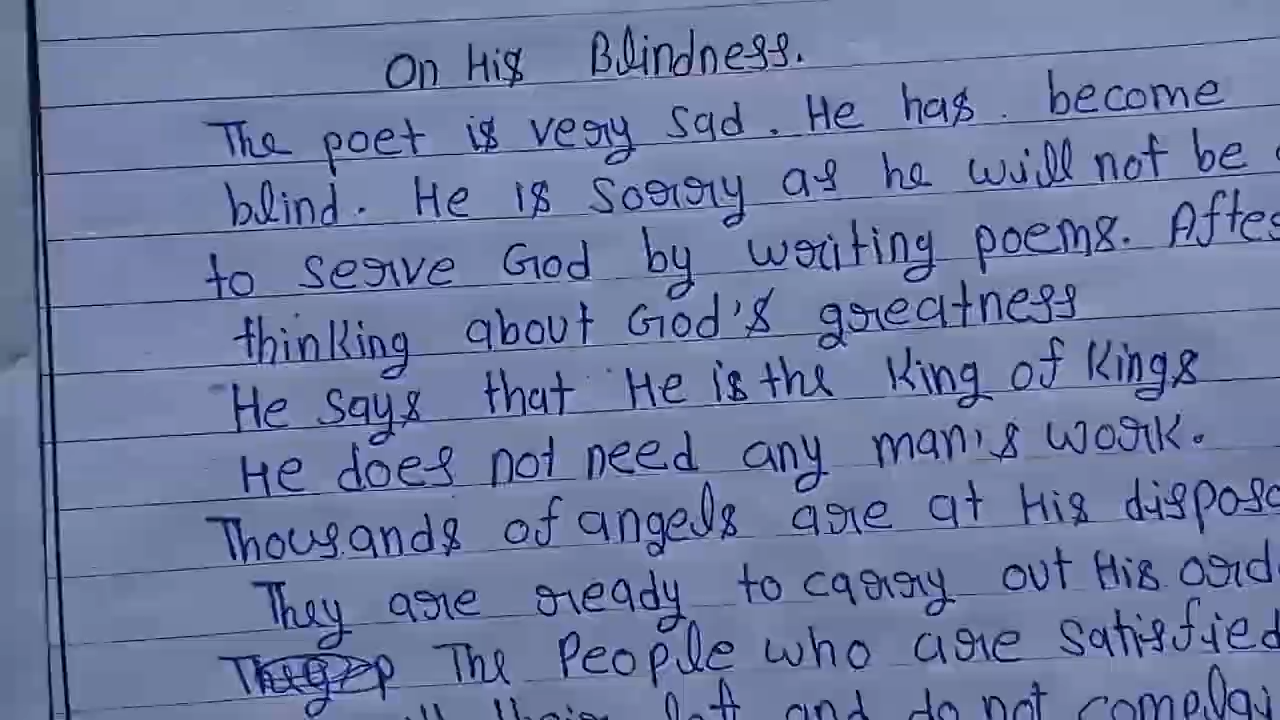 On His Blindness.
The poet is very sad. He has become
blind. He is sorry as he will not be
to serve God by writing poems.
thinking about God's greatness
He says that He is the King of Kings
He does not need any man's work.
Thousands of angels are at His
They are ready to carry out His
The People who are satisfied
and do not